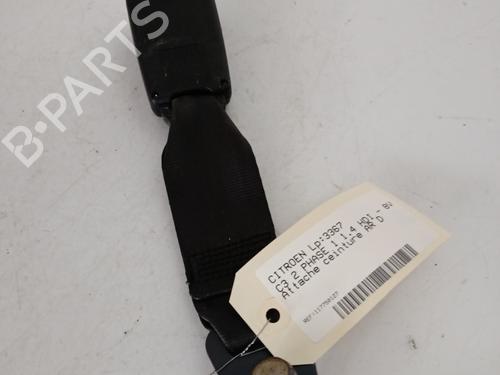 B-PARTS
CITROEN Lp:3367
C3 2 PHASE 1 1.4 HDI - 8V
Attache ceinture AR D